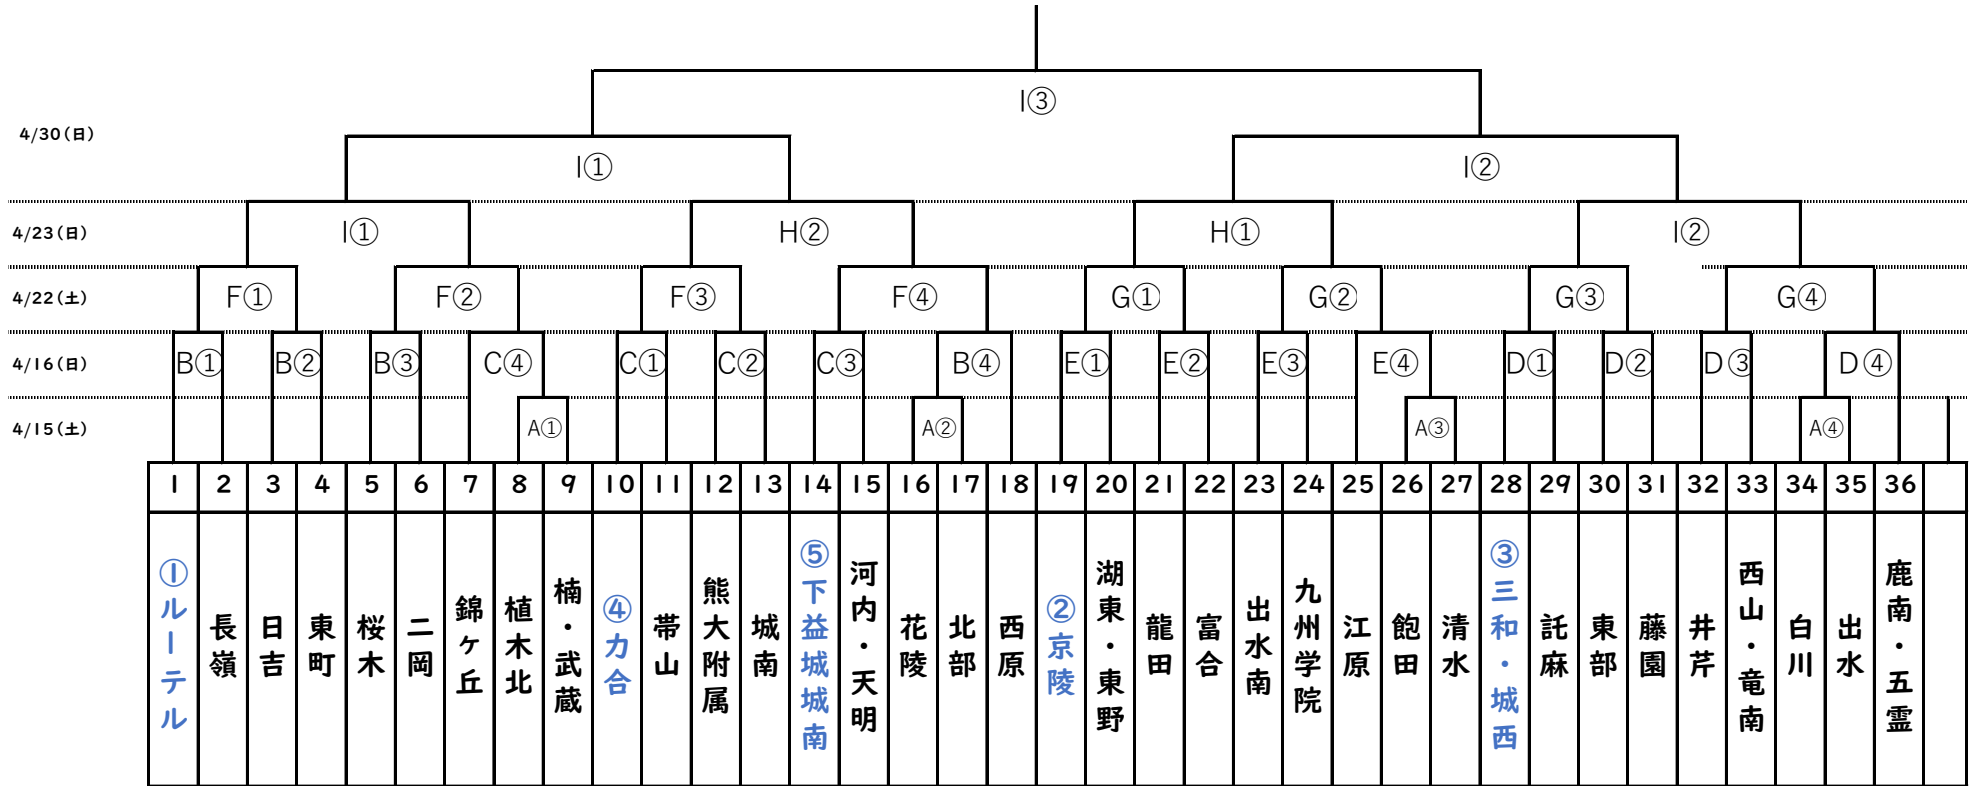 I③
4/30(日)
I① I②
4/23(日) I① H② H① I②
4/22(土) F① F② F③ F④ G① G② G③ G④
4/16(日) B① B② B③ C④ C① C② C③ B④ E① E② E③ E④ D① D② D③ D④
4/15(土) A① A② A③ A④
1 2 3 4 5 6 7 8 9 10 11 12 13 14 15 16 17 18 19 20 21 22 23 24 25 26 27 28 29 30 31 32 33 34 35 36
①ルーテル
長嶺
日吉
東町
桜木
二岡
錦ヶ丘
植木北
楠・武蔵
④力合
帯山
熊大附属
城南
⑤下益城城南
河内・天明
花陵
北部
西原
②京陵
湖東・東野
龍田
富合
出水南
九州学院
江原
飽田
清水
③三和・城西
託麻
東部
藤園
井芹
西山・竜南
白川
出水
鹿南・五霊